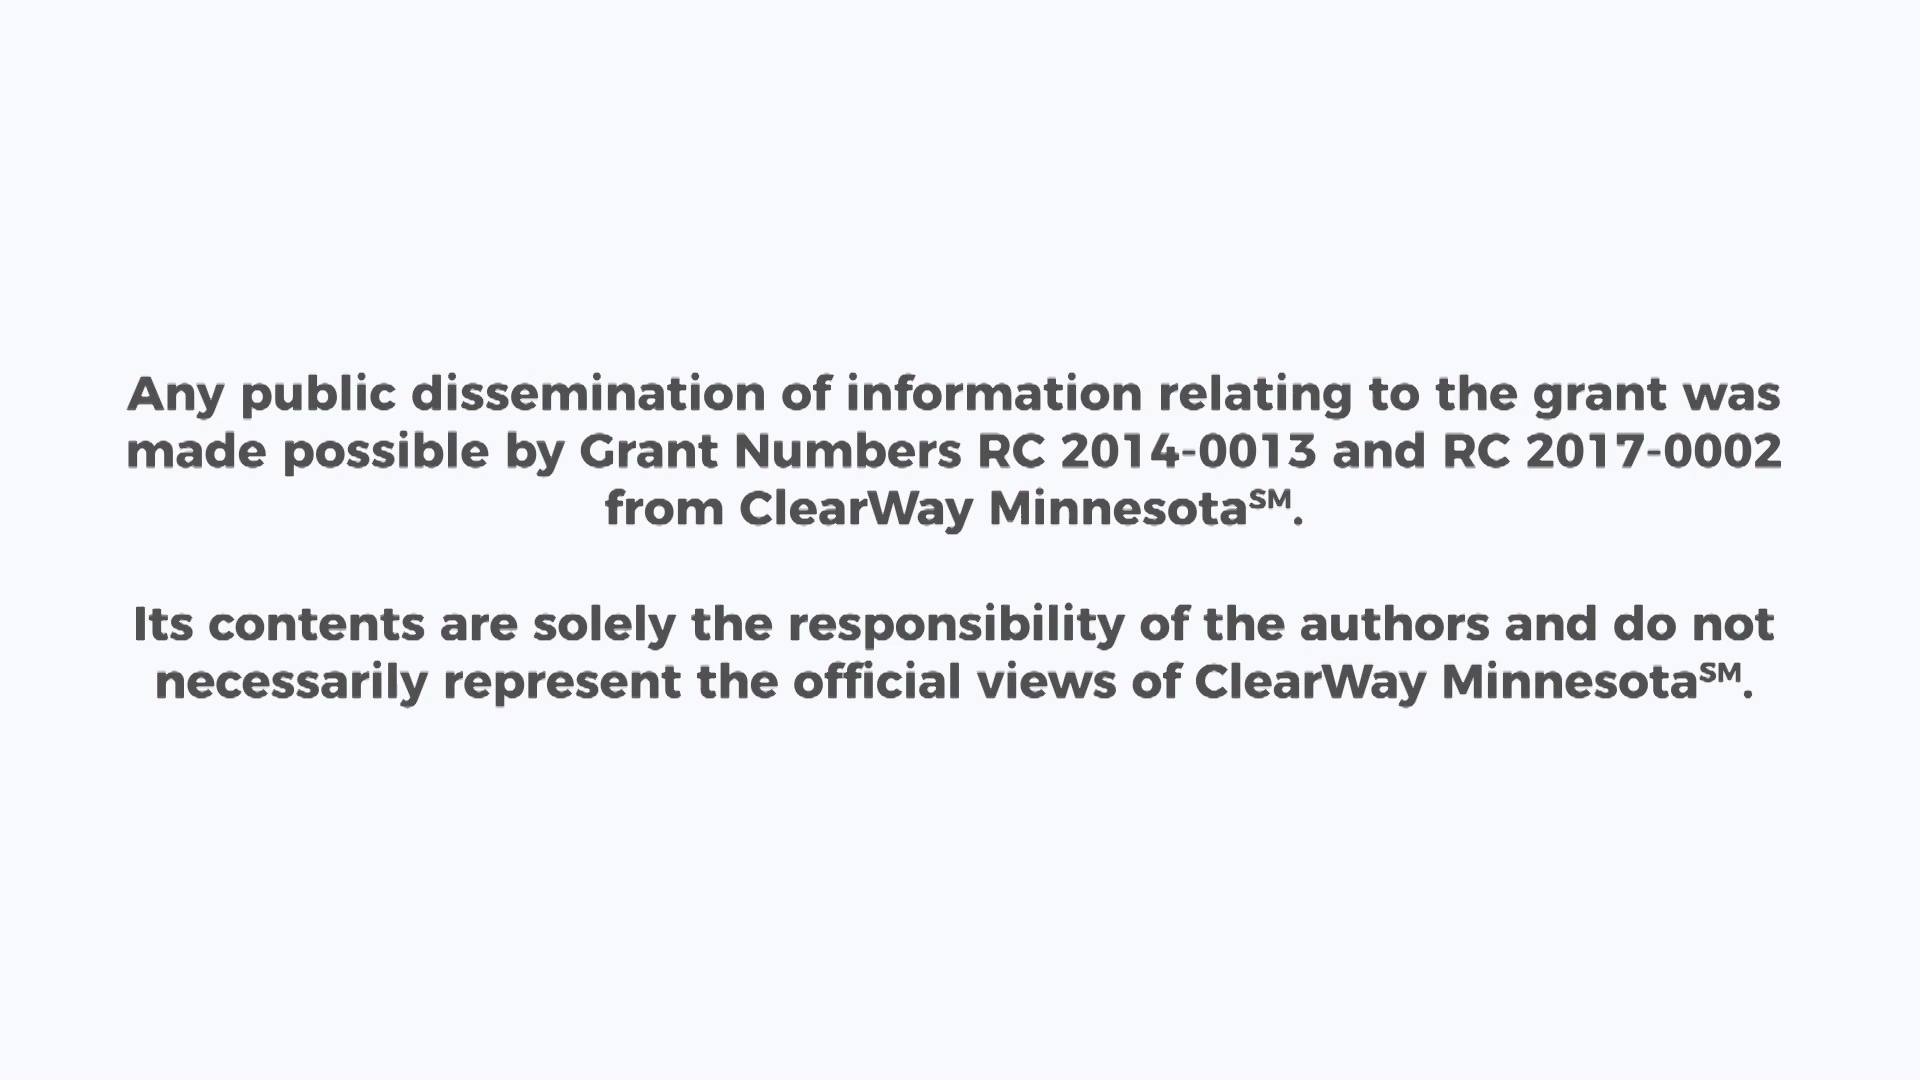 Any public dissemination of information relating to the grant was
made possible by Grant Numbers RC 2014-0013 and RC 2017-0002
from ClearWay Minnesota℠.
Its contents are solely the responsibility of the authors and do not
necessarily represent the official views of ClearWay Minnesota℠.